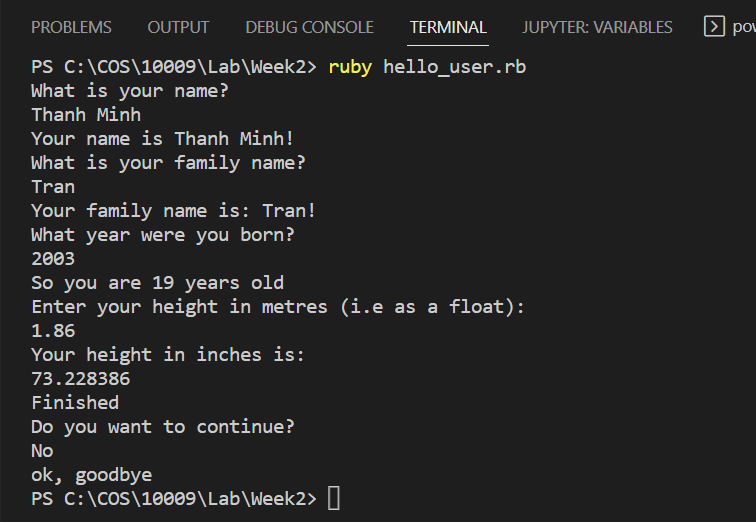 PROBLEMS OUTPUT DEBUG CONSOLE TERMINAL JUPYTER: VARIABLES pow
PS C:\COS\10009\Lab\Week2> ruby hello_user.rb
What is your name?
Thanh Minh
Your name is Thanh Minh!
What is your family name?
Tran
Your family name is: Tran!
What year were you born?
2003
So you are 19 years old
Enter your height in metres (i.e as a float):
1.86
Your height in inches is:
73.228386
Finished
Do you want to continue?
No
ok, goodbye
PS C:\COS\10009\Lab\Week2>